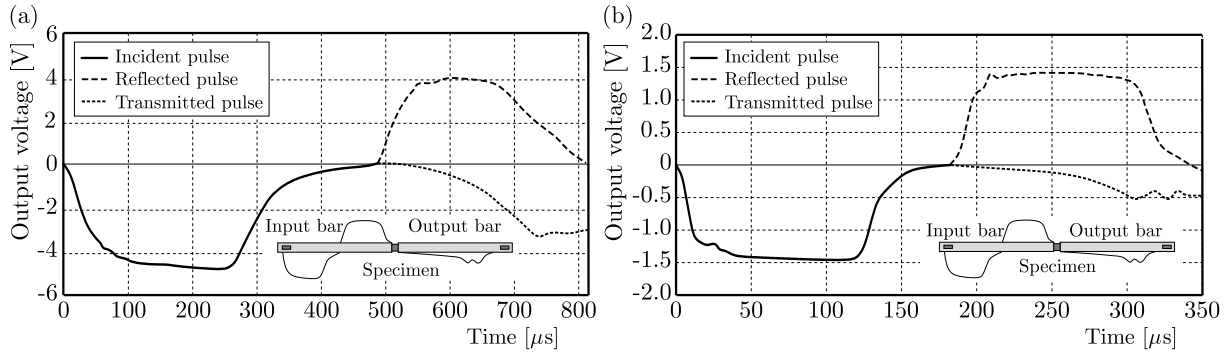 (a)
Output voltage [V]
6
4
2
0
-2
-4
-6
Incident pulse
Reflected pulse
Transmitted pulse
Input bar
Output bar
Specimen
0 100 200 300 400 500 600 700 800
Time [μs]
(b)
Output voltage [V]
2.0
1.5
1.0
0.5
0
-0.5
-1.0
-1.5
-2.0
Incident pulse
Reflected pulse
Transmitted pulse
Input bar
Output bar
Specimen
0 50 100 150 200 250 300 350
Time [μs]